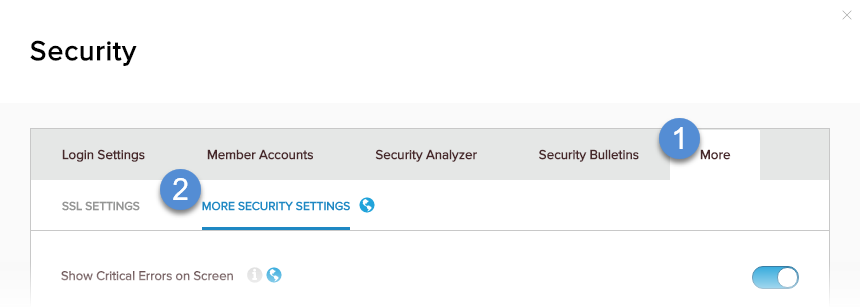 Security
Login Settings Member Accounts Security Analyzer Security Bulletins 1 More
SSL SETTINGS 2 MORE SECURITY SETTINGS
Show Critical Errors on Screen